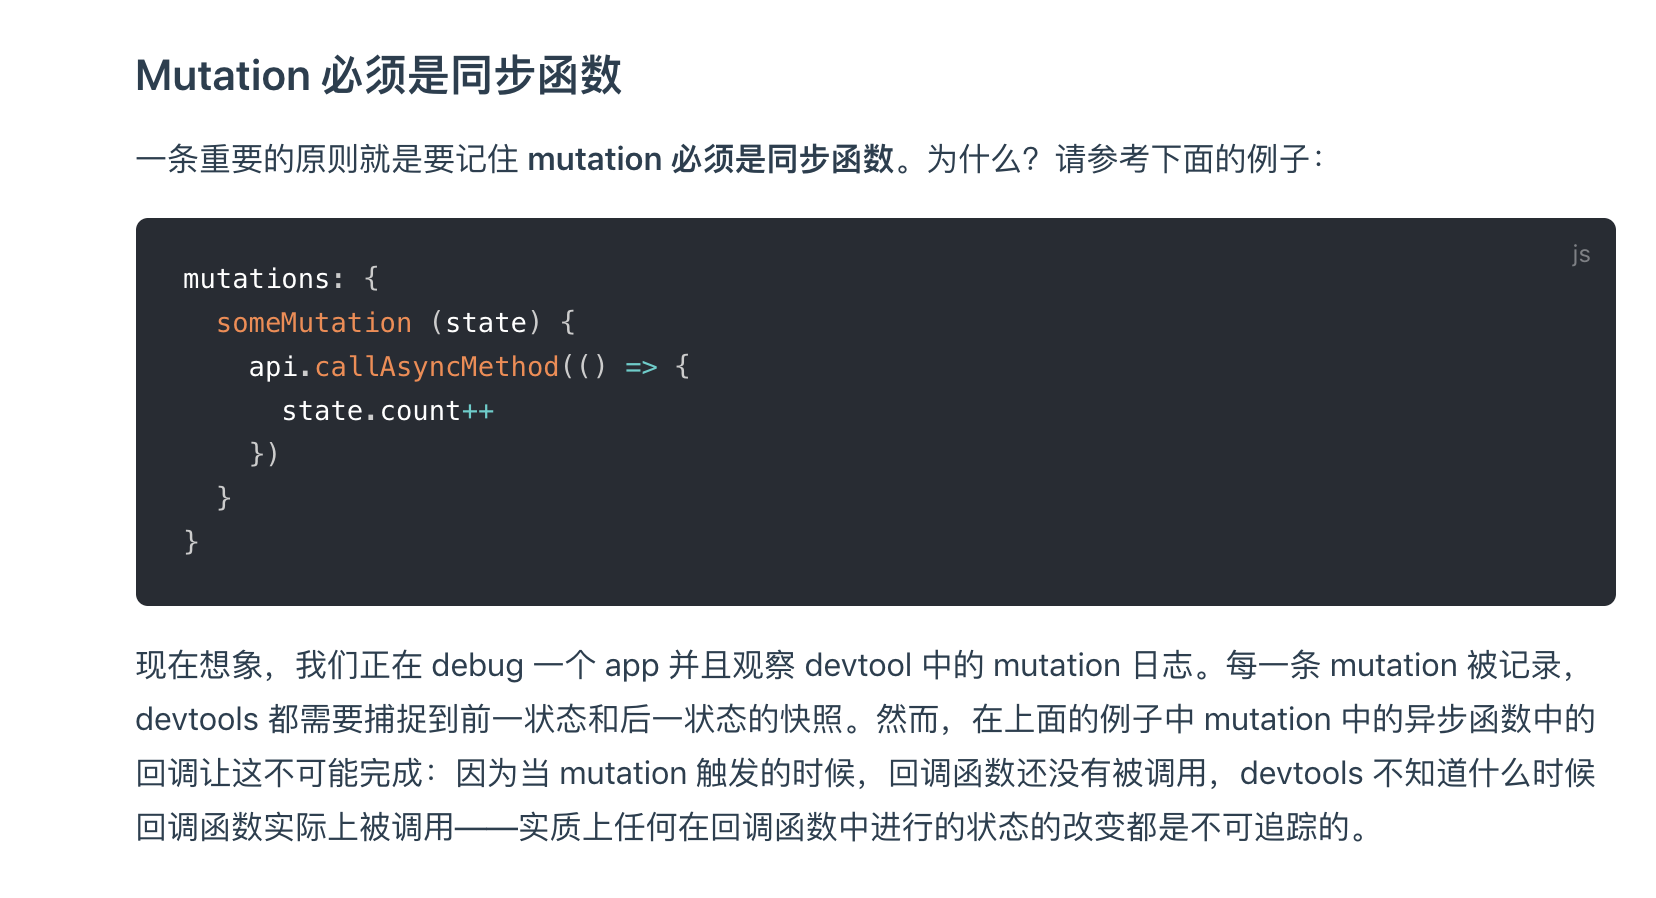 Mutation 必须是同步函数
一条重要的原则就是要记住 mutation 必须是同步函数。为什么？请参考下面的例子：
js
mutations: {
  someMutation (state) {
    api.callAsyncMethod(() => {
      state.count++
    })
  }
}
现在想象，我们正在 debug 一个 app 并且观察 devtool 中的 mutation 日志。每一条 mutation 被记录，
devtools 都需要捕捉到前一状态和后一状态的快照。然而，在上面的例子中 mutation 中的异步函数中的
回调让这不可能完成：因为当 mutation 触发的时候，回调函数还没有被调用，devtools 不知道什么时候
回调函数实际上被调用——实质上任何在回调函数中进行的状态的改变都是不可追踪的。